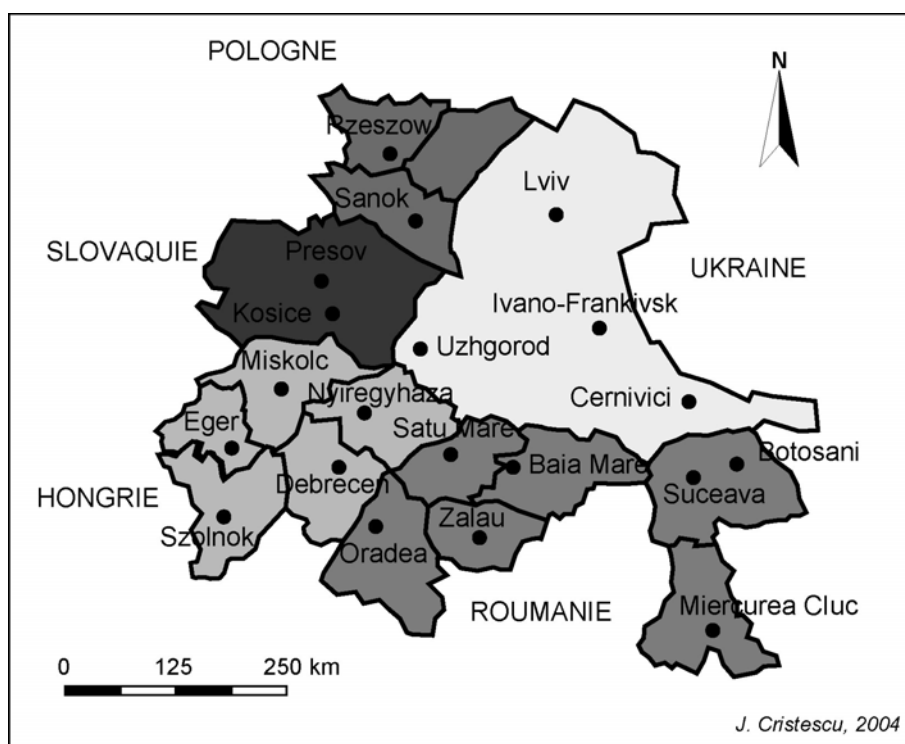 POLOGNE
N
Rzeszow
Lviv
Sanok
SLOVAQUIE
Presov
UKRAINE
Kosice
Ivano-Frankivsk
Uzhgorod
Miskolc
Nyiregyhaza
Cernivici
Eger
Satu Mare
Botosani
Baia Mare
HONGRIE
Debrecen
Suceava
Szolnok
Zalau
Oradea
ROUMANIE
Miercurea Cluc
0 125 250 km
J. Cristescu, 2004